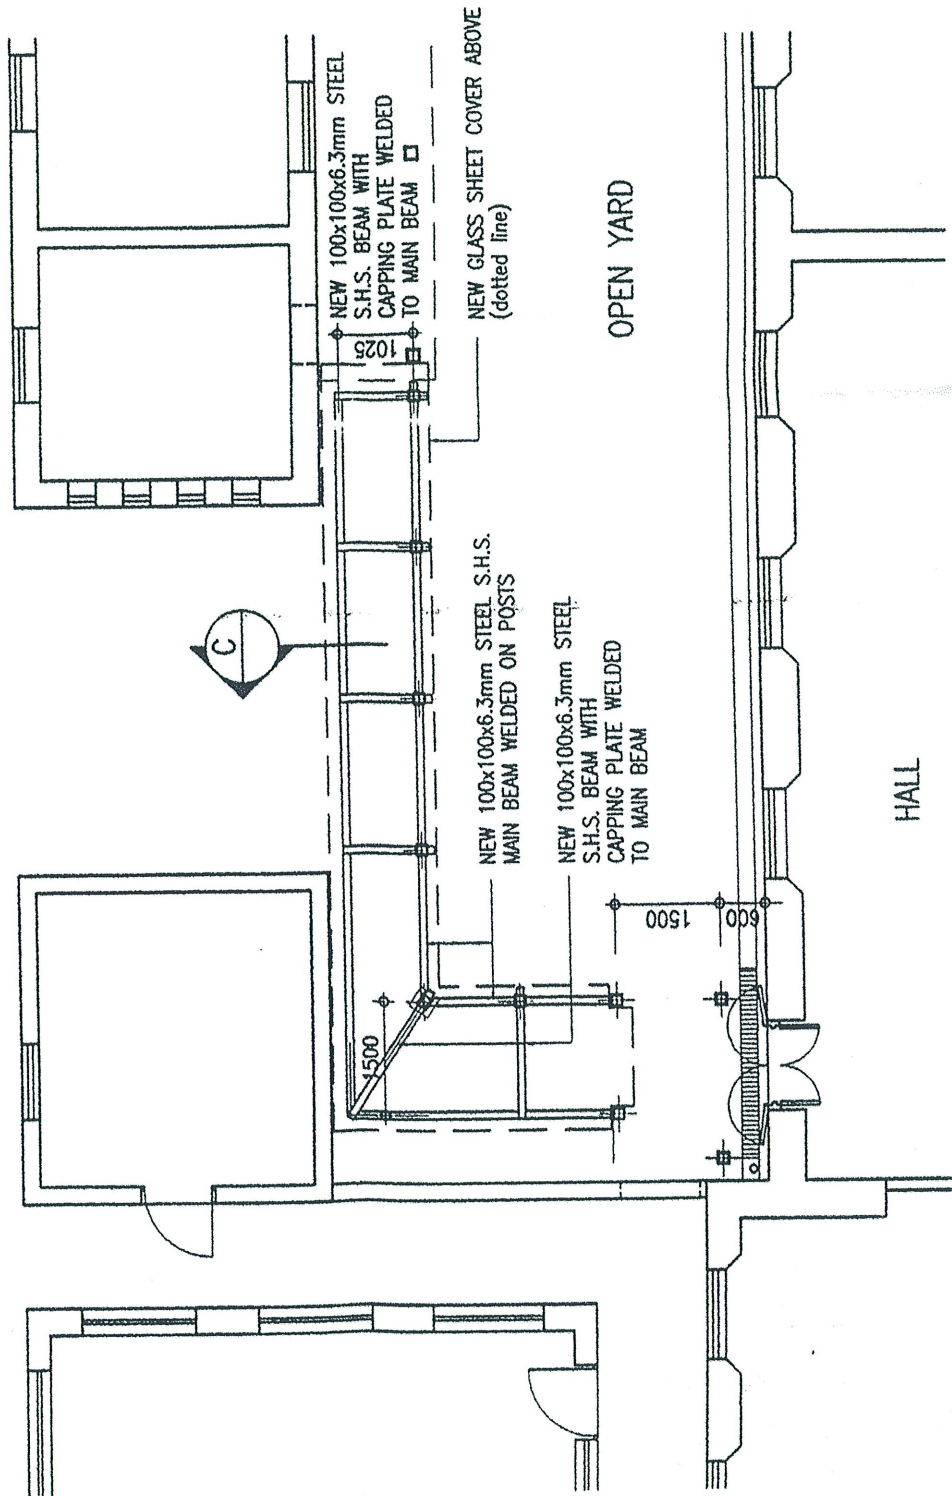 NEW 100x100x6.3mm STEEL
S.H.S. BEAM WITH
CAPPING PLATE WELDED
TO MAIN BEAM
1025
NEW GLASS SHEET COVER ABOVE
(dotted line)
OPEN YARD
C
NEW 100x100x6.3mm STEEL S.H.S.
MAIN BEAM WELDED ON POSTS
NEW 100x100x6.3mm STEEL
S.H.S. BEAM WITH
CAPPING PLATE WELDED
TO MAIN BEAM
1500
1500
600
HALL